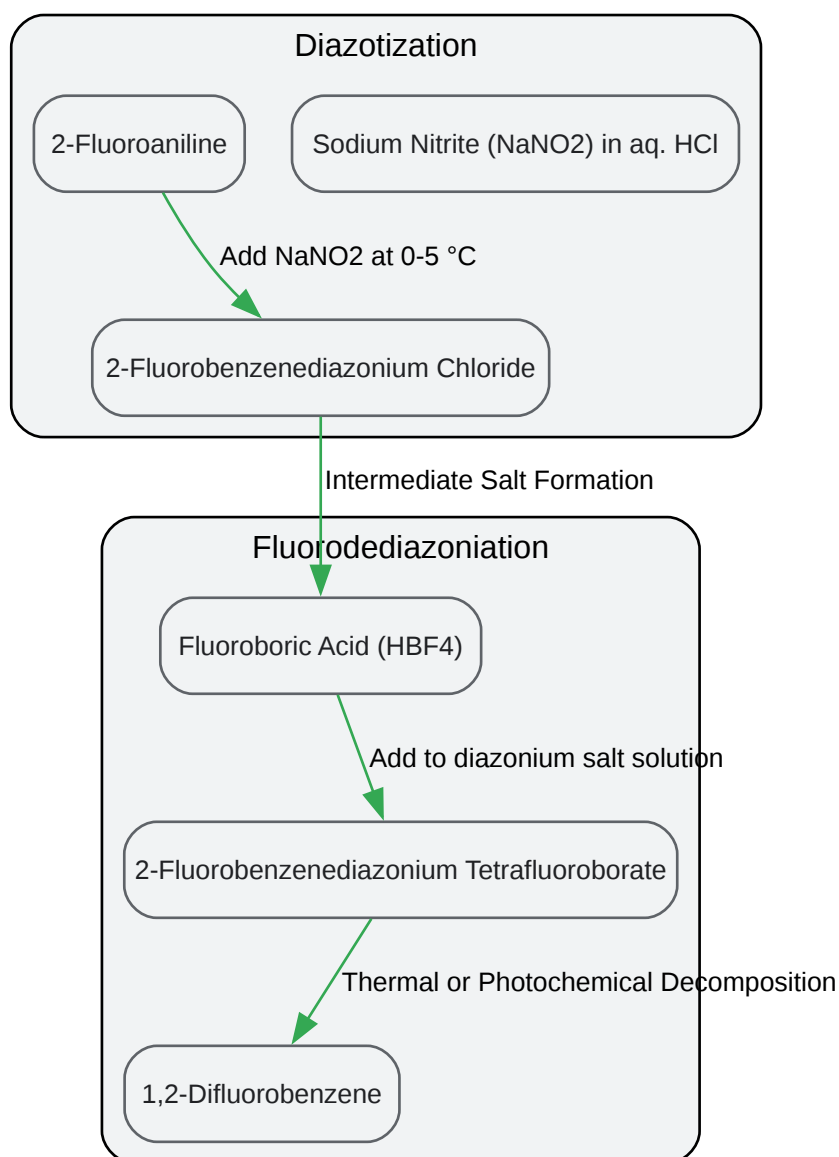 Diazotization
2-Fluoroaniline
Sodium Nitrite (NaNO2) in aq. HCl
Add NaNO2 at 0-5 °C
2-Fluorobenzenediazonium Chloride
Intermediate Salt Formation
Fluorodediazoniation
Fluoroboric Acid (HBF4)
Add to diazonium salt solution
2-Fluorobenzenediazonium Tetrafluoroborate
Thermal or Photochemical Decomposition
1,2-Difluorobenzene